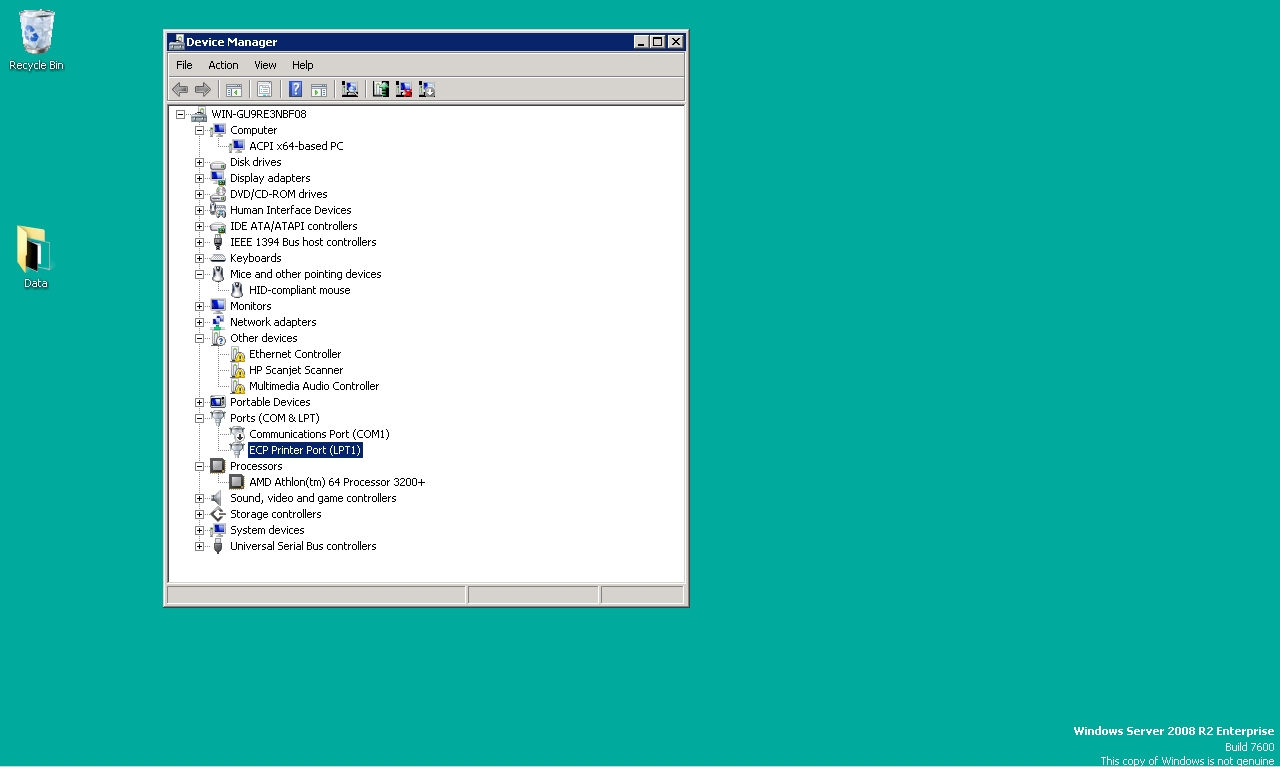 Recycle Bin
Data
Device Manager
File Action View Help
WIN-GU9RE3NBF08
Computer
ACPI x64-based PC
Disk drives
Display adapters
DVD/CD-ROM drives
Human Interface Devices
IDE ATA/ATAPI controllers
IEEE 1394 Bus host controllers
Keyboards
Mice and other pointing devices
HID-compliant mouse
Monitors
Network adapters
Other devices
Ethernet Controller
HP Scanjet Scanner
Multimedia Audio Controller
Portable Devices
Ports (COM & LPT)
Communications Port (COM1)
ECP Printer Port (LPT1)
Processors
AMD Athlon(tm) 64 Processor 3200+
Sound, video and game controllers
Storage controllers
System devices
Universal Serial Bus controllers
Windows Server 2008 R2 Enterprise
Build 7600
This copy of Windows is not genuine